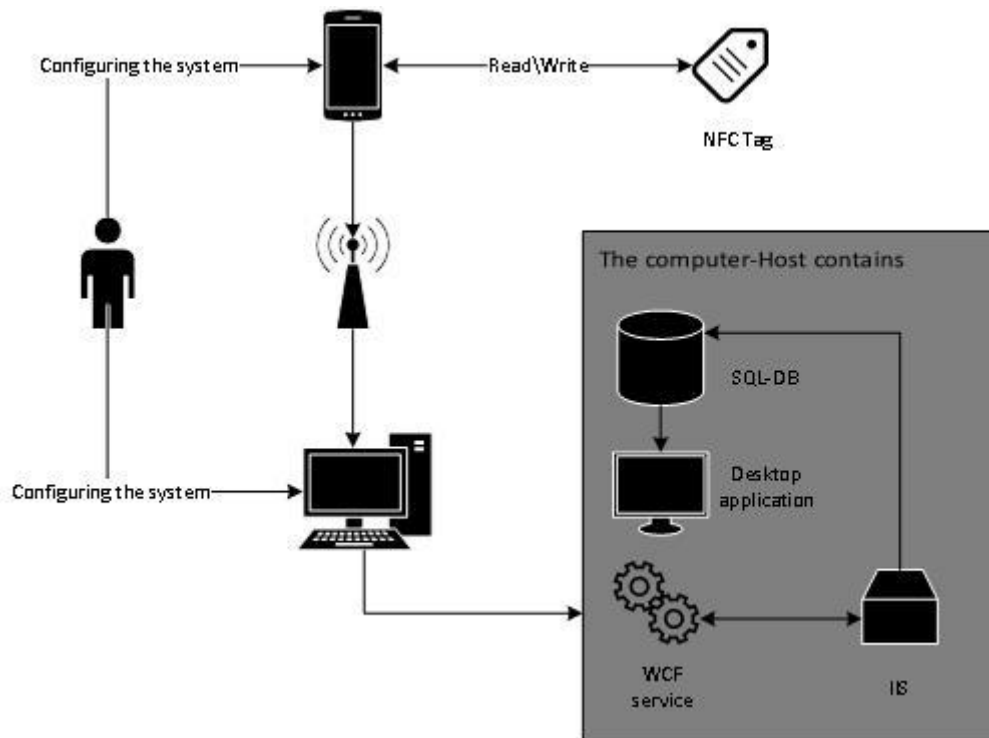 Configuring the system
Read\Write
NFC Tag
The computer-Host contains
SQL-DB
Desktop
application
Configuring the system
WCF
service
IIS